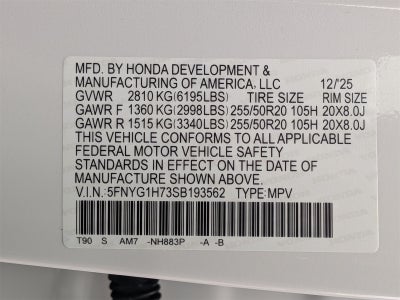 MFD. BY HONDA DEVELOPMENT &
MANUFACTURING OF AMERICA, LLC 12/'25
GVWR 2810 KG(6195LBS) TIRE SIZE RIM SIZE
GAWR F 1360 KG(2998LBS) 255/50R20 105H 20X8.0J
GAWR R 1515 KG(3340LBS) 255/50R20 105H 20X8.0J
THIS VEHICLE CONFORMS TO ALL APPLICABLE
FEDERAL MOTOR VEHICLE SAFETY
STANDARDS IN EFFECT ON THE DATE OF
MANUFACTURE SHOWN ABOVE.
V.I.N. 5FNYG1H73SB193562 TYPE:MPV
T90 S AM7 -NH883P -A -B